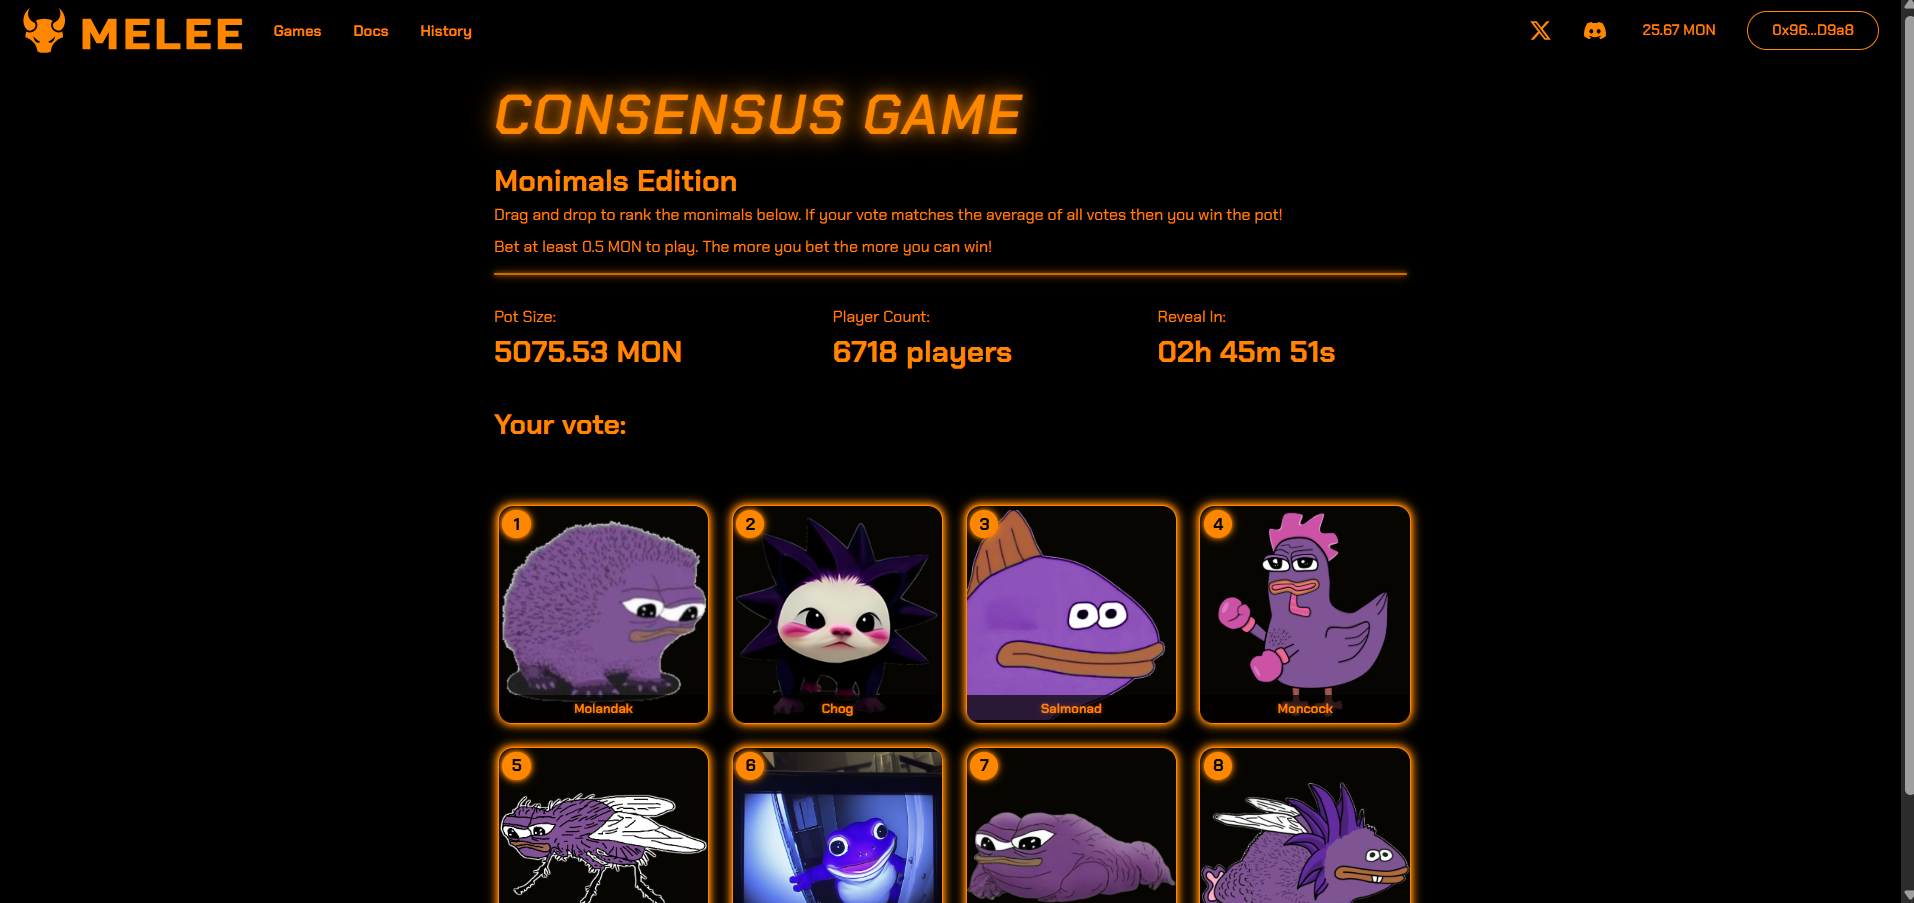 MELEE
Games
Docs
History
25.67 MON
0x96...D9a8
CONSENSUS GAME
Monimals Edition
Drag and drop to rank the monimals below. If your vote matches the average of all votes then you win the pot!
Bet at least 0.5 MON to play. The more you bet the more you can win!
Pot Size:
5075.53 MON
Player Count:
6718 players
Reveal In:
02h 45m 51s
Your vote:
1
Molandak
2
Chog
3
Salmonad
4
Moncock
5
6
7
8